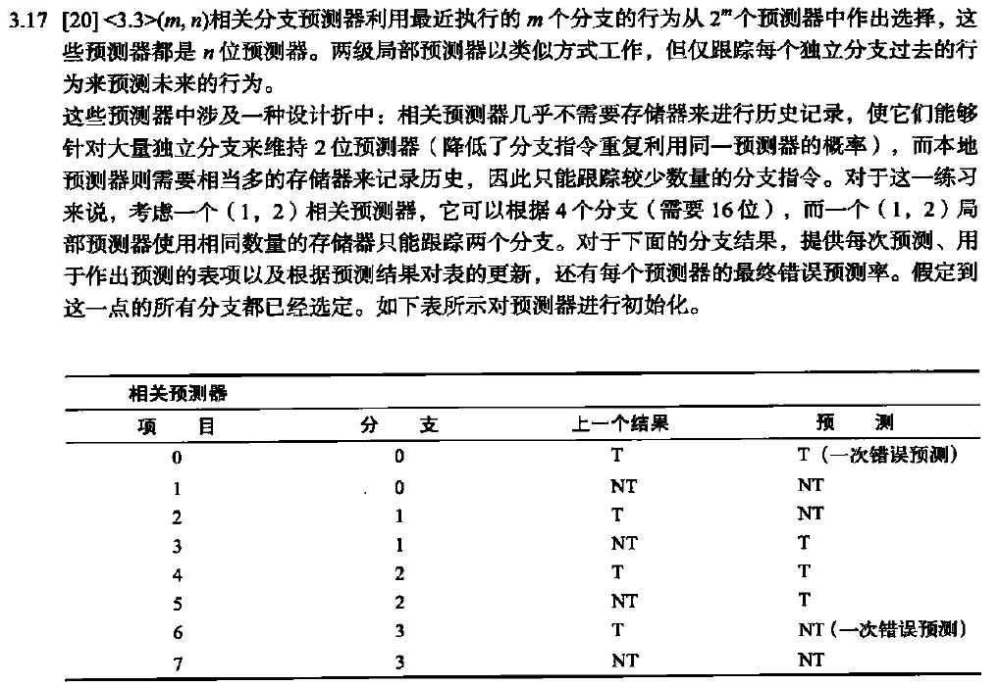 3.17 [20] <3.3>(m, n)相关分支预测器利用最近执行的 m 个分支的行为从 2ᵐ个预测器中作出选择，这
些预测器都是 n 位预测器。两级局部预测器以类似方式工作，但仅跟踪每个独立分支过去的行
为来预测未来的行为。
这些预测器中涉及一种设计折中：相关预测器几乎不需要存储器来进行历史记录，使它们能够
针对大量独立分支来维持 2 位预测器（降低了分支指令重复利用同一预测器的概率），而本地
预测器则需要相当多的存储器来记录历史，因此只能跟踪较少数量的分支指令。对于这一练习
来说，考虑一个（1，2）相关预测器，它可以根据 4 个分支（需要 16 位），而一个（1，2）局
部预测器使用相同数量的存储器只能跟踪两个分支。对于下面的分支结果，提供每次预测、用
于作出预测的表项以及根据预测结果对表的更新，还有每个预测器的最终错误预测率。假定到
这一点的所有分支都已经选定。如下表所示对预测器进行初始化。
相关预测器
项 目 分 支 上一个结果 预 测
0 0 T T（一次错误预测）
1 0 NT NT
2 1 T NT
3 1 NT T
4 2 T T
5 2 NT T
6 3 T NT（一次错误预测）
7 3 NT NT